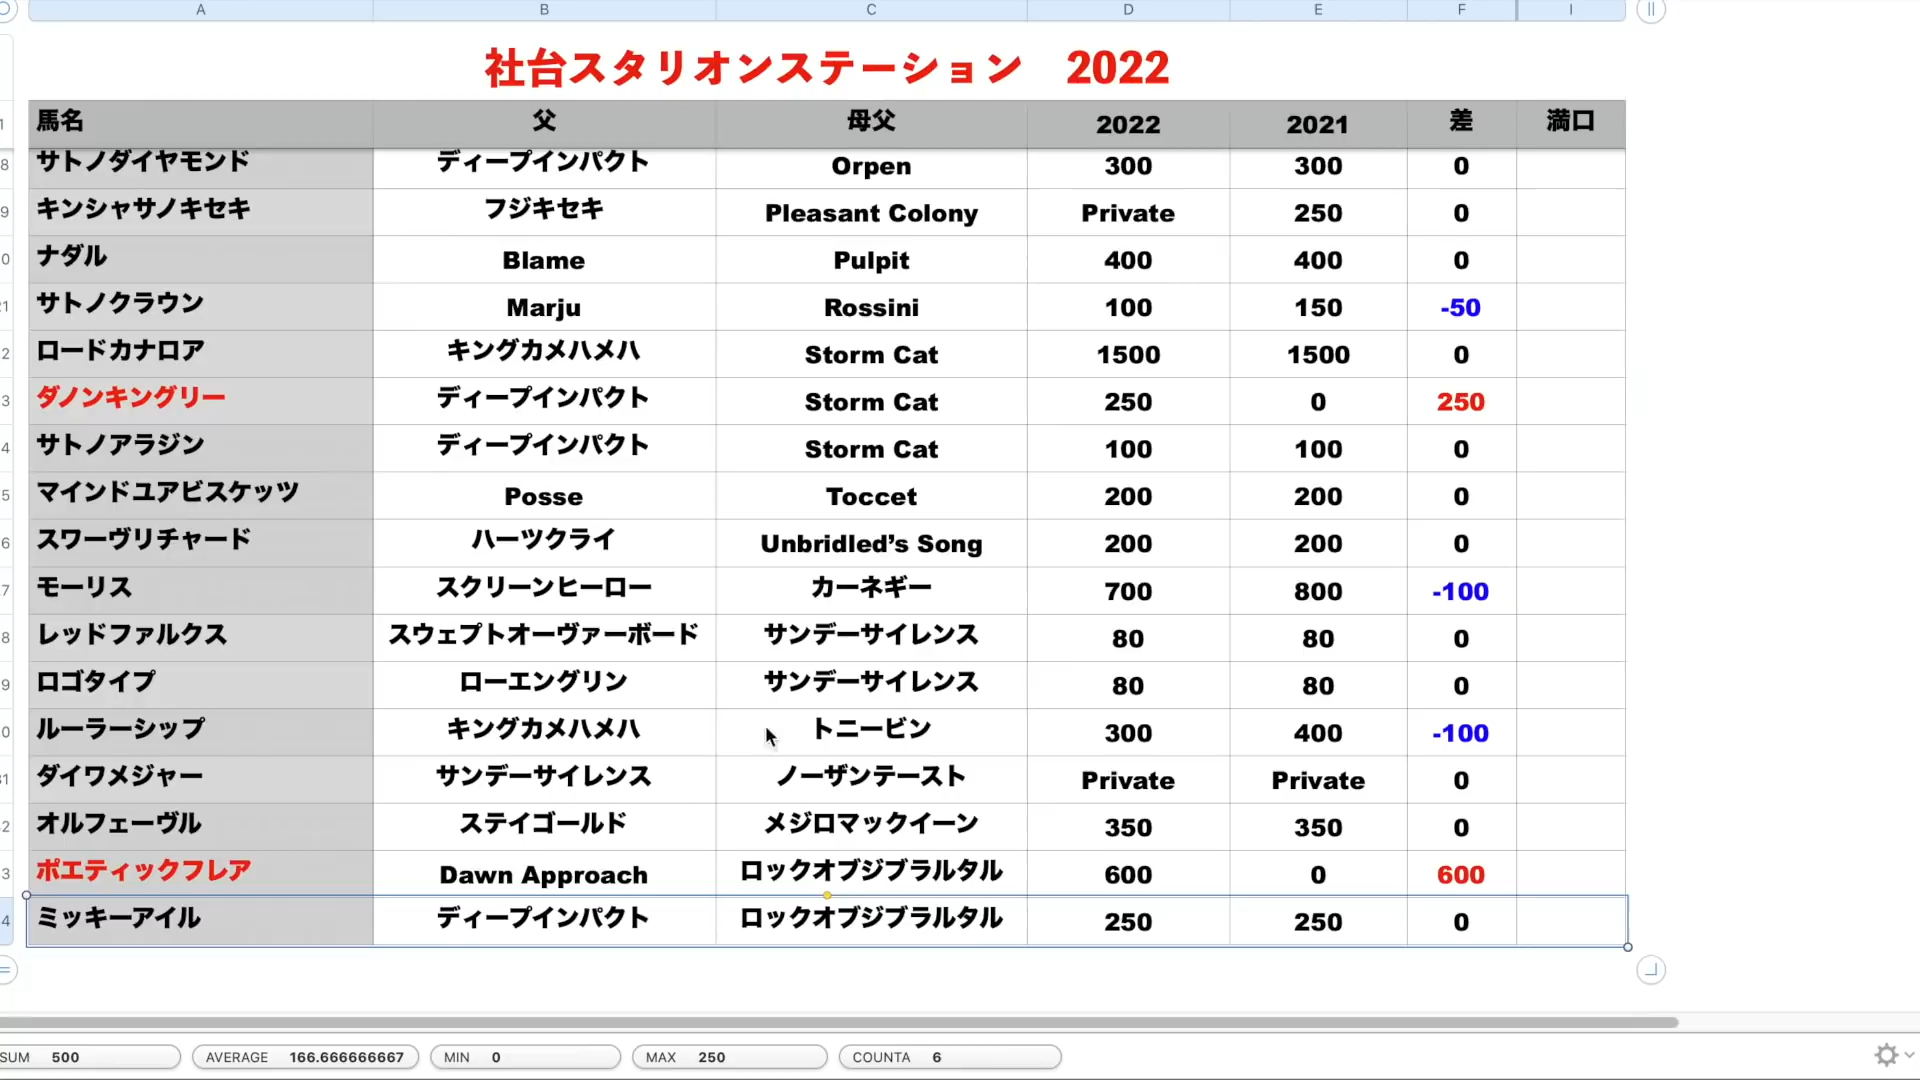 A B C D E F I
社台スタリオンステーション 2022
1 馬名 父 母父 2022 2021 差 満口
8 サトノダイヤモンド ディープインパクト Orpen 300 300 0
9 キンシャサノキセキ フジキセキ Pleasant Colony Private 250 0
0 ナダル Blame Pulpit 400 400 0
21 サトノクラウン Marju Rossini 100 150 -50
2 ロードカナロア キングカメハメハ Storm Cat 1500 1500 0
3 ダノンキングリー ディープインパクト Storm Cat 250 0 250
4 サトノアラジン ディープインパクト Storm Cat 100 100 0
5 マインドユアビスケッツ Posse Toccet 200 200 0
6 スワーヴリチャード ハーツクライ Unbridled’s Song 200 200 0
7 モーリス スクリーンヒーロー カーネギー 700 800 -100
8 レッドファルクス スウェプトオーヴァーボード サンデーサイレンス 80 80 0
9 ロゴタイプ ローエングリン サンデーサイレンス 80 80 0
0 ルーラーシップ キングカメハメハ トニービン 300 400 -100
31 ダイワメジャー サンデーサイレンス ノーザンテースト Private Private 0
2 オルフェーヴル ステイゴールド メジロマックイーン 350 350 0
3 ポエティックフレア Dawn Approach ロックオブジブラルタル 600 0 600
4 ミッキーアイル ディープインパクト ロックオブジブラルタル 250 250 0
SUM 500 AVERAGE 166.666666667 MIN 0 MAX 250 COUNTA 6